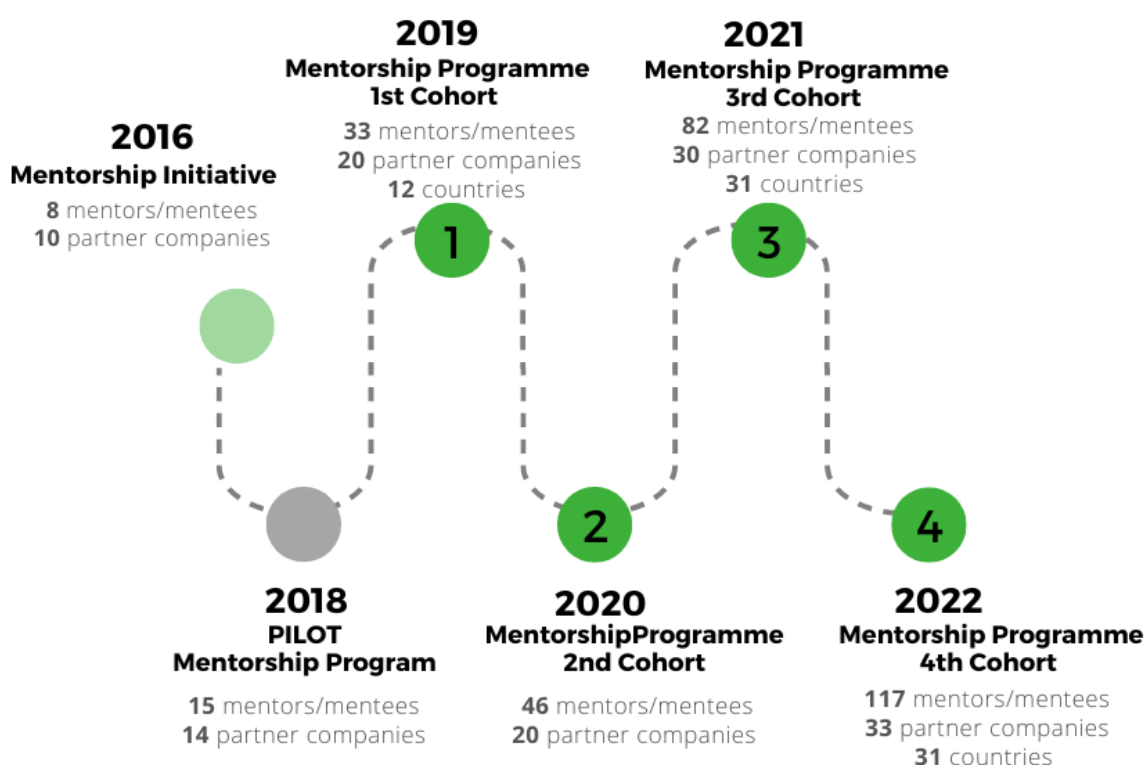 2016
Mentorship Initiative
8 mentors/mentees
10 partner companies
2018
PILOT
Mentorship Program
15 mentors/mentees
14 partner companies
2019
Mentorship Programme
1st Cohort
33 mentors/mentees
20 partner companies
12 countries
1
2
2020
MentorshipProgramme
2nd Cohort
46 mentors/mentees
20 partner companies
2021
Mentorship Programme
3rd Cohort
82 mentors/mentees
30 partner companies
31 countries
3
4
2022
Mentorship Programme
4th Cohort
117 mentors/mentees
33 partner companies
31 countries